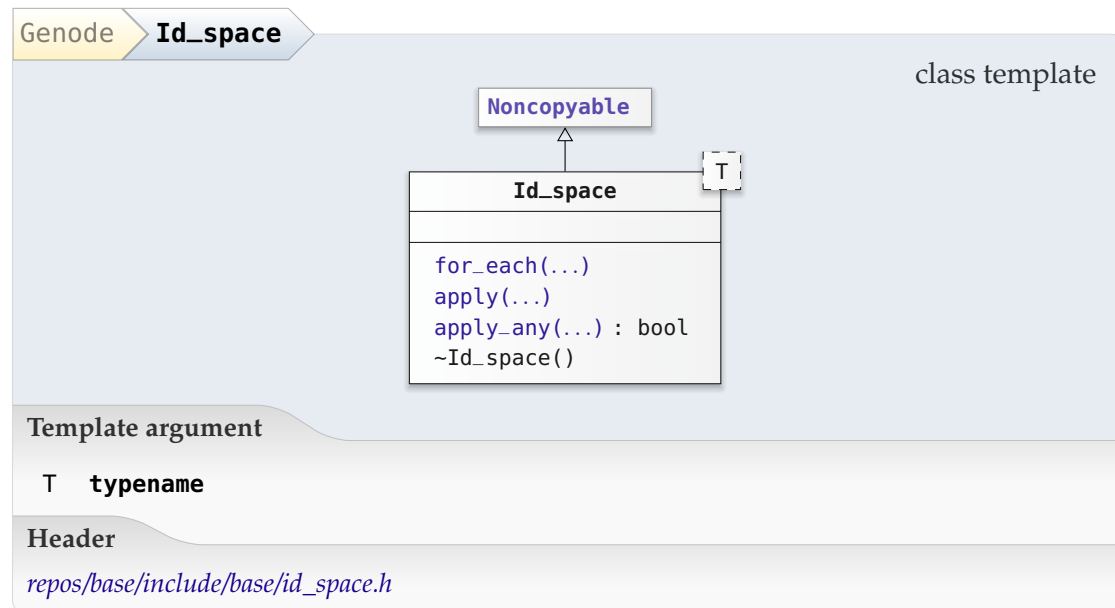 Genode Id_space
class template
Noncopyable
T
Id_space
for_each(...)
apply(...)
apply_any(...) : bool
~Id_space()
Template argument
T typename
Header
repos/base/include/base/id_space.h